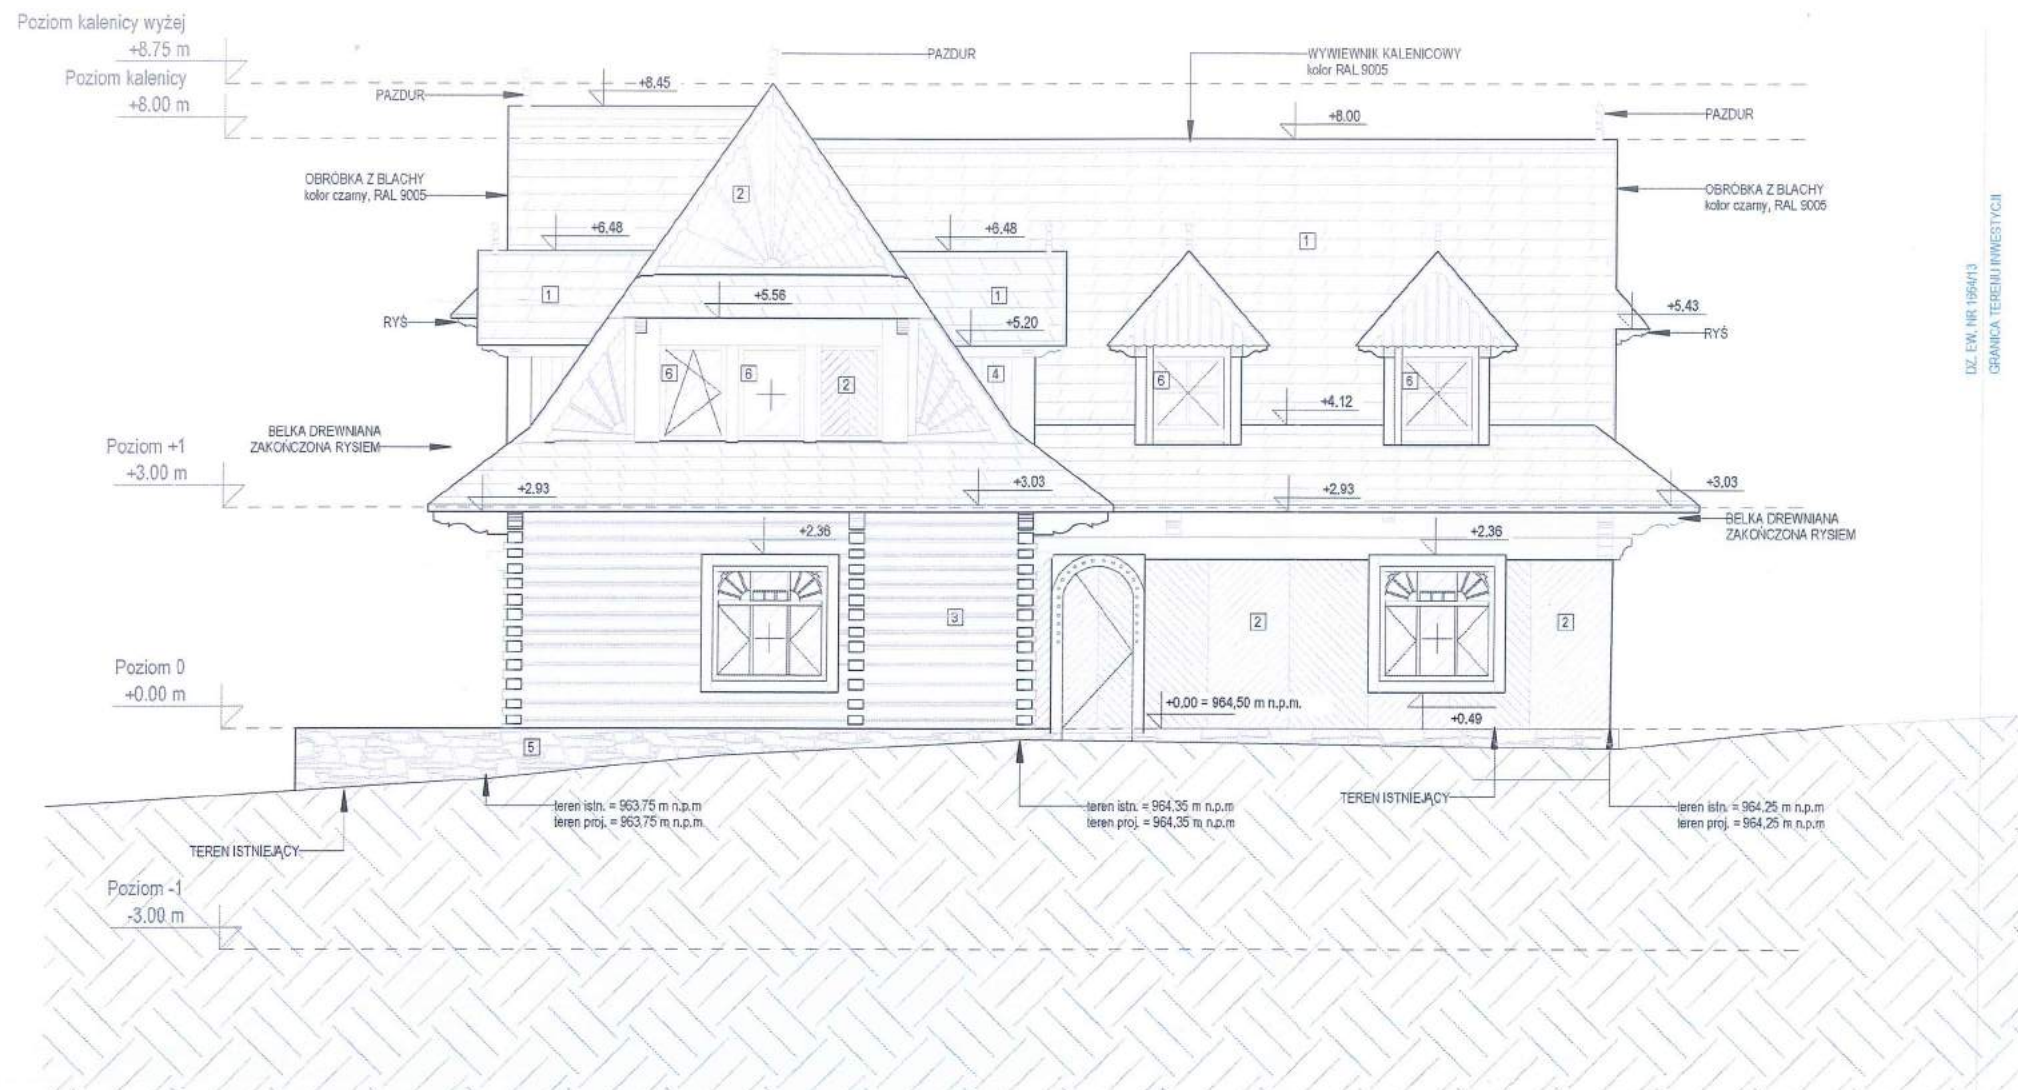 Poziom kalenicy wyżej
+8.75 m
Poziom kalenicy
+8.00 m
PAZDUR
+8,45
PAZDUR
WYWIEWNIK KALENICOWY
kolor RAL 9005
+8.00
PAZDUR
OBRÓBKA Z BLACHY
kolor czarny, RAL 9005
2
OBRÓBKA Z BLACHY
kolor czarny, RAL 9005
+6,48
+6,48
1
1
+5.56
1
+5,20
RYŚ
+5,43
RYŚ
6
6
2
4
6
6
+4.12
BELKA DREWNIANA
ZAKOŃCZONA RYSIEM
Poziom +1
+3.00 m
+2.93
+3.03
+2.93
+3,03
BELKA DREWNIANA
ZAKOŃCZONA RYSIEM
+2,36
+2,36
3
2
2
Poziom 0
+0.00 m
+0,00 = 964,50 m n.p.m.
+0.49
5
teren istn. = 963,75 m n.p.m
teren proj. = 963,75 m n.p.m.
teren istn. = 964,35 m n.p.m
teren proj. = 964,35 m n.p.m
TEREN ISTNIEJĄCY
teren istn. = 964,25 m n.p.m
teren proj. = 964,25 m n.p.m
TEREN ISTNIEJĄCY
Poziom -1
-3.00 m
DZ. EW. NR 1664/13
GRANICA TERENU INWESTYCJI